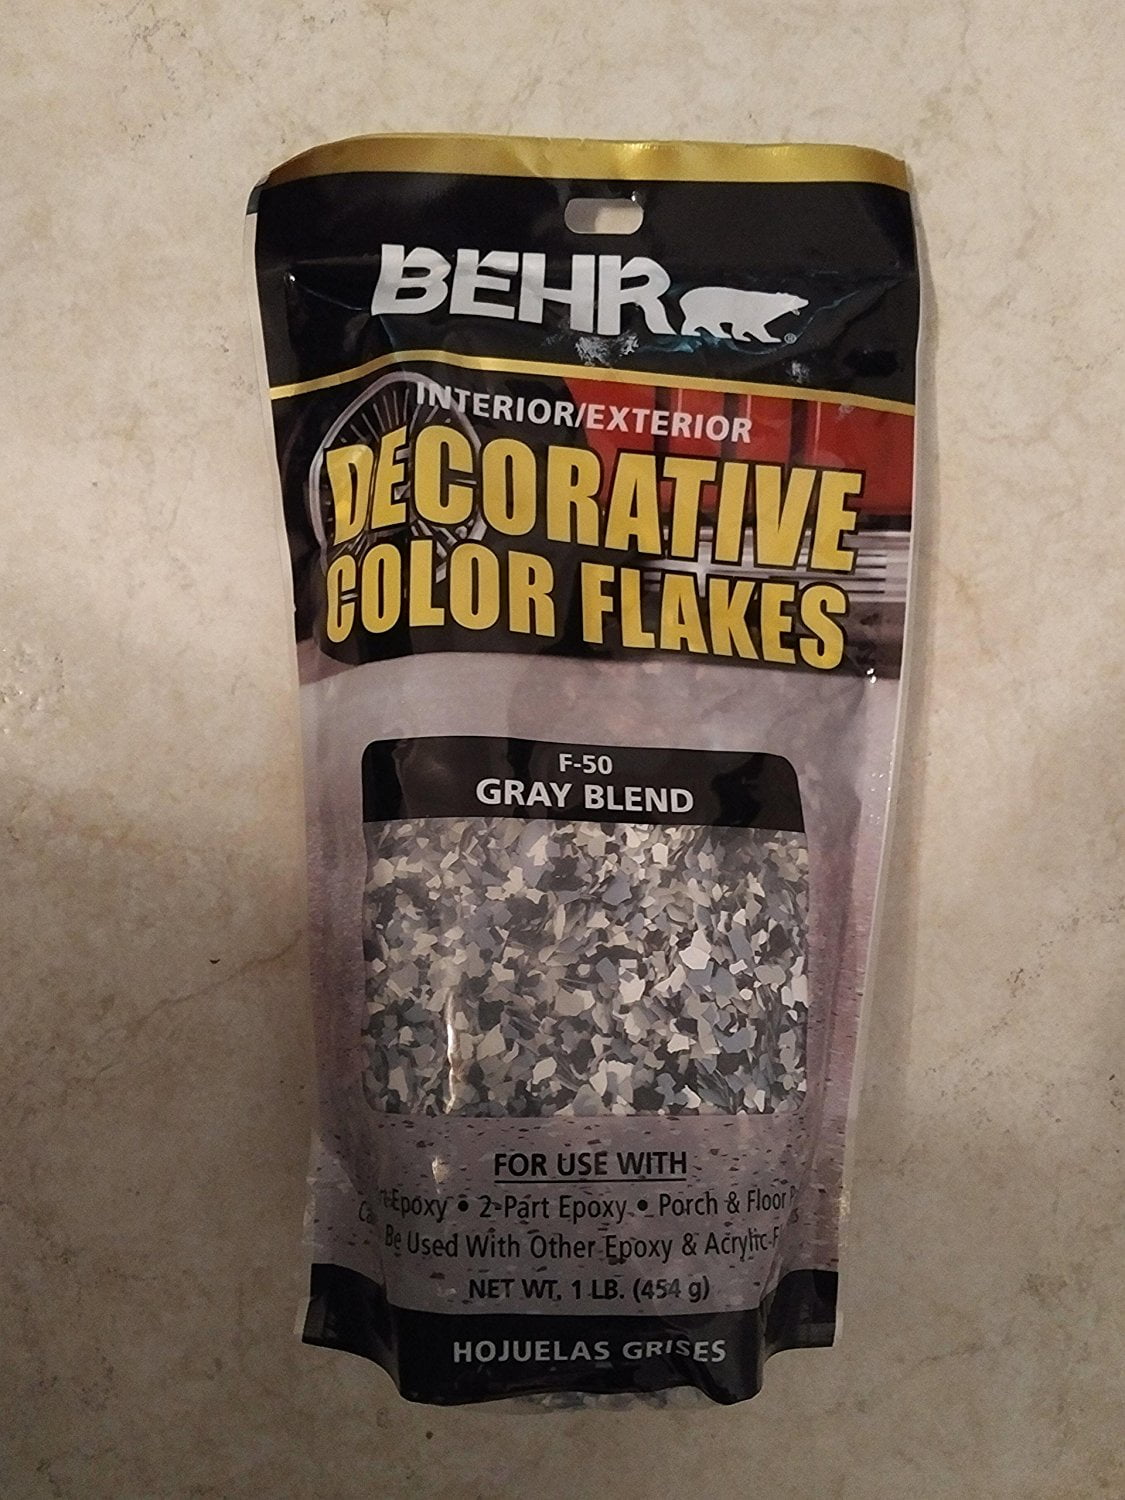 BEHR®
INTERIOR/EXTERIOR
DECORATIVE
COLOR FLAKES
F-50
GRAY BLEND
FOR USE WITH
Epoxy • 2-Part Epoxy • Porch & Floor
Be Used With Other Epoxy & Acrylic
NET WT. 1 LB. (454 g)
HOJUELAS GRISES